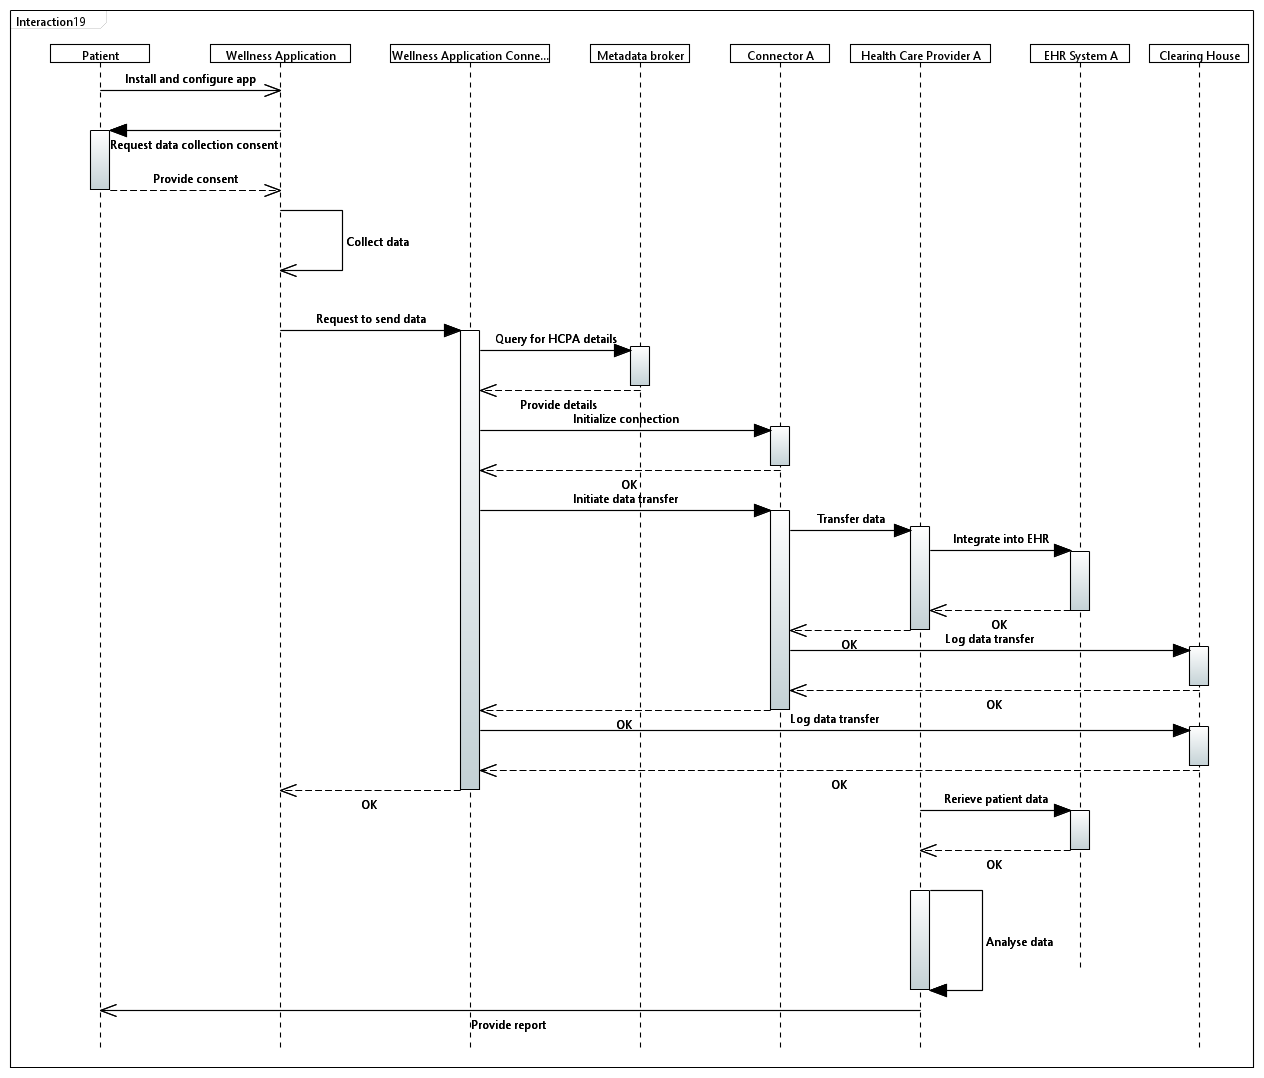 Interaction19
Patient
Wellness Application
Wellness Application Conne...
Metadata broker
Connector A
Health Care Provider A
EHR System A
Clearing House
Install and configure app
Request data collection consent
Provide consent
Collect data
Request to send data
Query for HCPA details
Provide details
Initialize connection
OK
Initiate data transfer
Transfer data
Integrate into EHR
OK
OK
Log data transfer
OK
OK
Log data transfer
OK
OK
Rerieve patient data
OK
Analyse data
Provide report